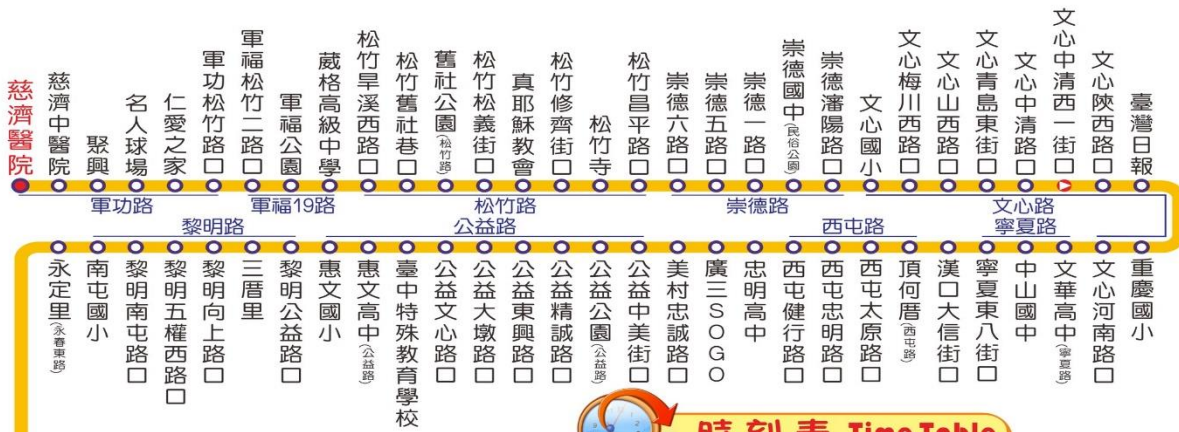 慈濟醫院
慈濟中醫院
聚興
名人球場
仁愛之家
軍功松竹路口
軍福松竹二路口
軍福公園
葳格高級中學
松竹旱溪西路口
松竹舊社巷口
舊社公園(松竹路)
松竹松義街口
真耶穌教會
松竹修齊街口
松竹寺
松竹昌平路口
崇德六路口
崇德五路口
崇德一路口
崇德國中(民俗公園)
崇德瀋陽路口
文心國小
文心梅川西路口
文心山西路口
文心青島東街口
文心中清路口
文心中清西一街口
文心陝西路口
臺灣日報
軍功路
軍福19路
松竹路
崇德路
文心路
黎明路
公益路
西屯路
寧夏路
永定里(永春東路)
南屯國小
黎明南屯路口
黎明五權西路口
黎明向上路口
三厝里
黎明公益路口
惠文國小
惠文高中(公益路)
臺中特殊教育學校
公益文心路口
公益大墩路口
公益東興路口
公益精誠路口
公益公園(公益路)
公益中美街口
美村忠誠路口
廣三SOGO
忠明高中
西屯健行路口
西屯忠明路口
西屯太原路口
頂何厝(西屯路)
漢口大信街口
寧夏東八街口
中山國中
文華高中(寧夏路)
文心河南路口
重慶國小
時刻表 Time Table